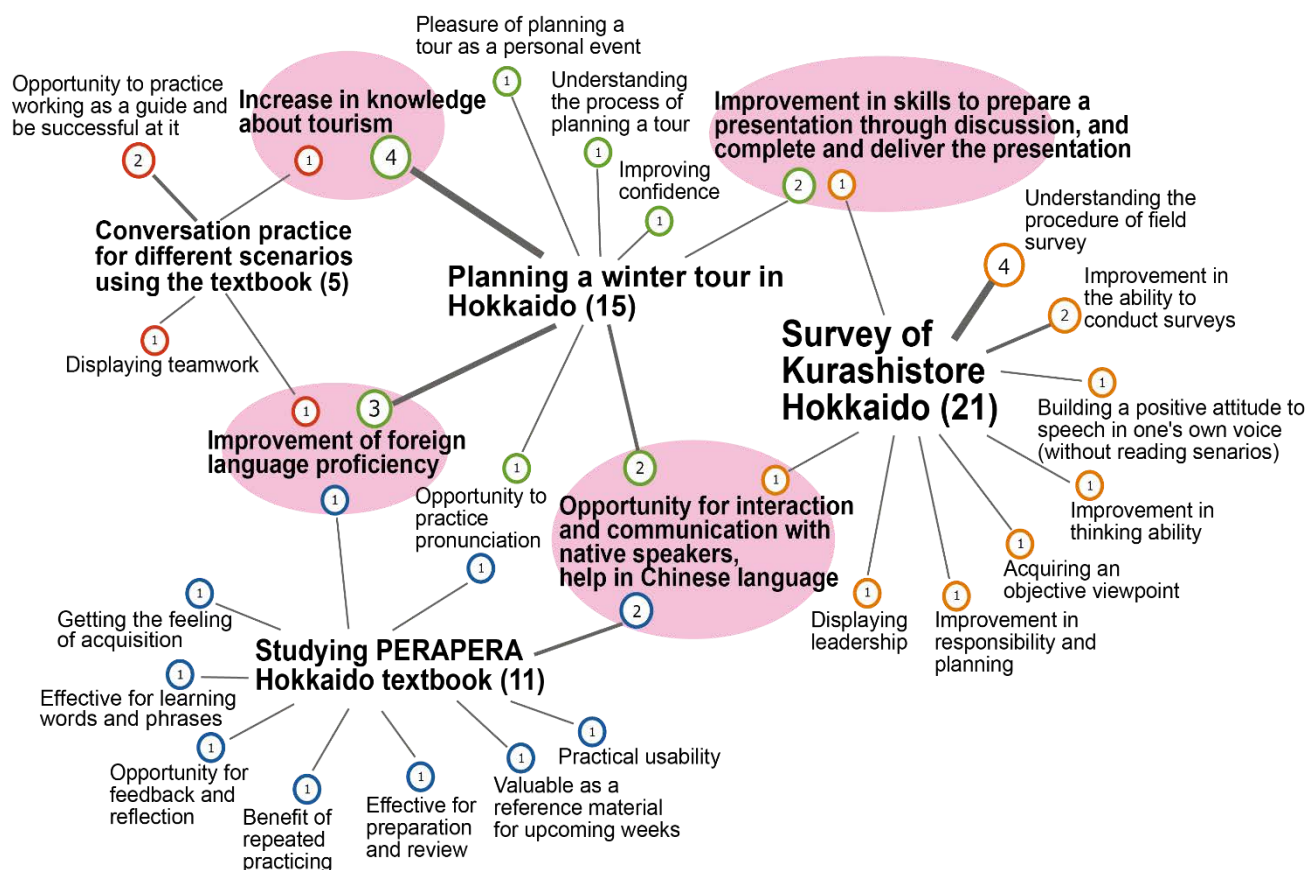 Pleasure of planning a
tour as a personal event
1
Opportunity to practice
working as a guide and
be successful at it
2
Increase in knowledge
about tourism
1
4
Understanding
the process of
planning a tour
1
Improving
confidence
1
Improvement in skills to prepare a
presentation through discussion, and
complete and deliver the presentation
2
1
Understanding the
procedure of field
survey
4
Conversation practice
for different scenarios
using the textbook (5)
Planning a winter tour in
Hokkaido (15)
Improvement in
the ability to
conduct surveys
2
Survey of
Kurashistore
Hokkaido (21)
1
Displaying teamwork
1
Building a positive attitude to
speech in one's own voice
(without reading senarios)
1
3
Improvement of foreign
language proficiency
1
1
Opportunity to
practice
pronunciation
1
2
1
Opportunity for interaction
and communication with
native speakers,
help in Chinese language
2
1
Improvement in
thinking ability
1
Acquiring an
objective viewpoint
1
Displaying
leadership
1
Improvement in
responsibility and
planning
1
Getting the feeling
of acquisition
Studying PERAPERA
Hokkaido textbook (11)
1
Effective for learning
words and phrases
1
Opportunity for
feedback and
reflection
1
Benefit of
repeated
practicing
1
Effective for
preparation
and review
1
Valuable as a
reference material
for upcoming weeks
1
Practical usability